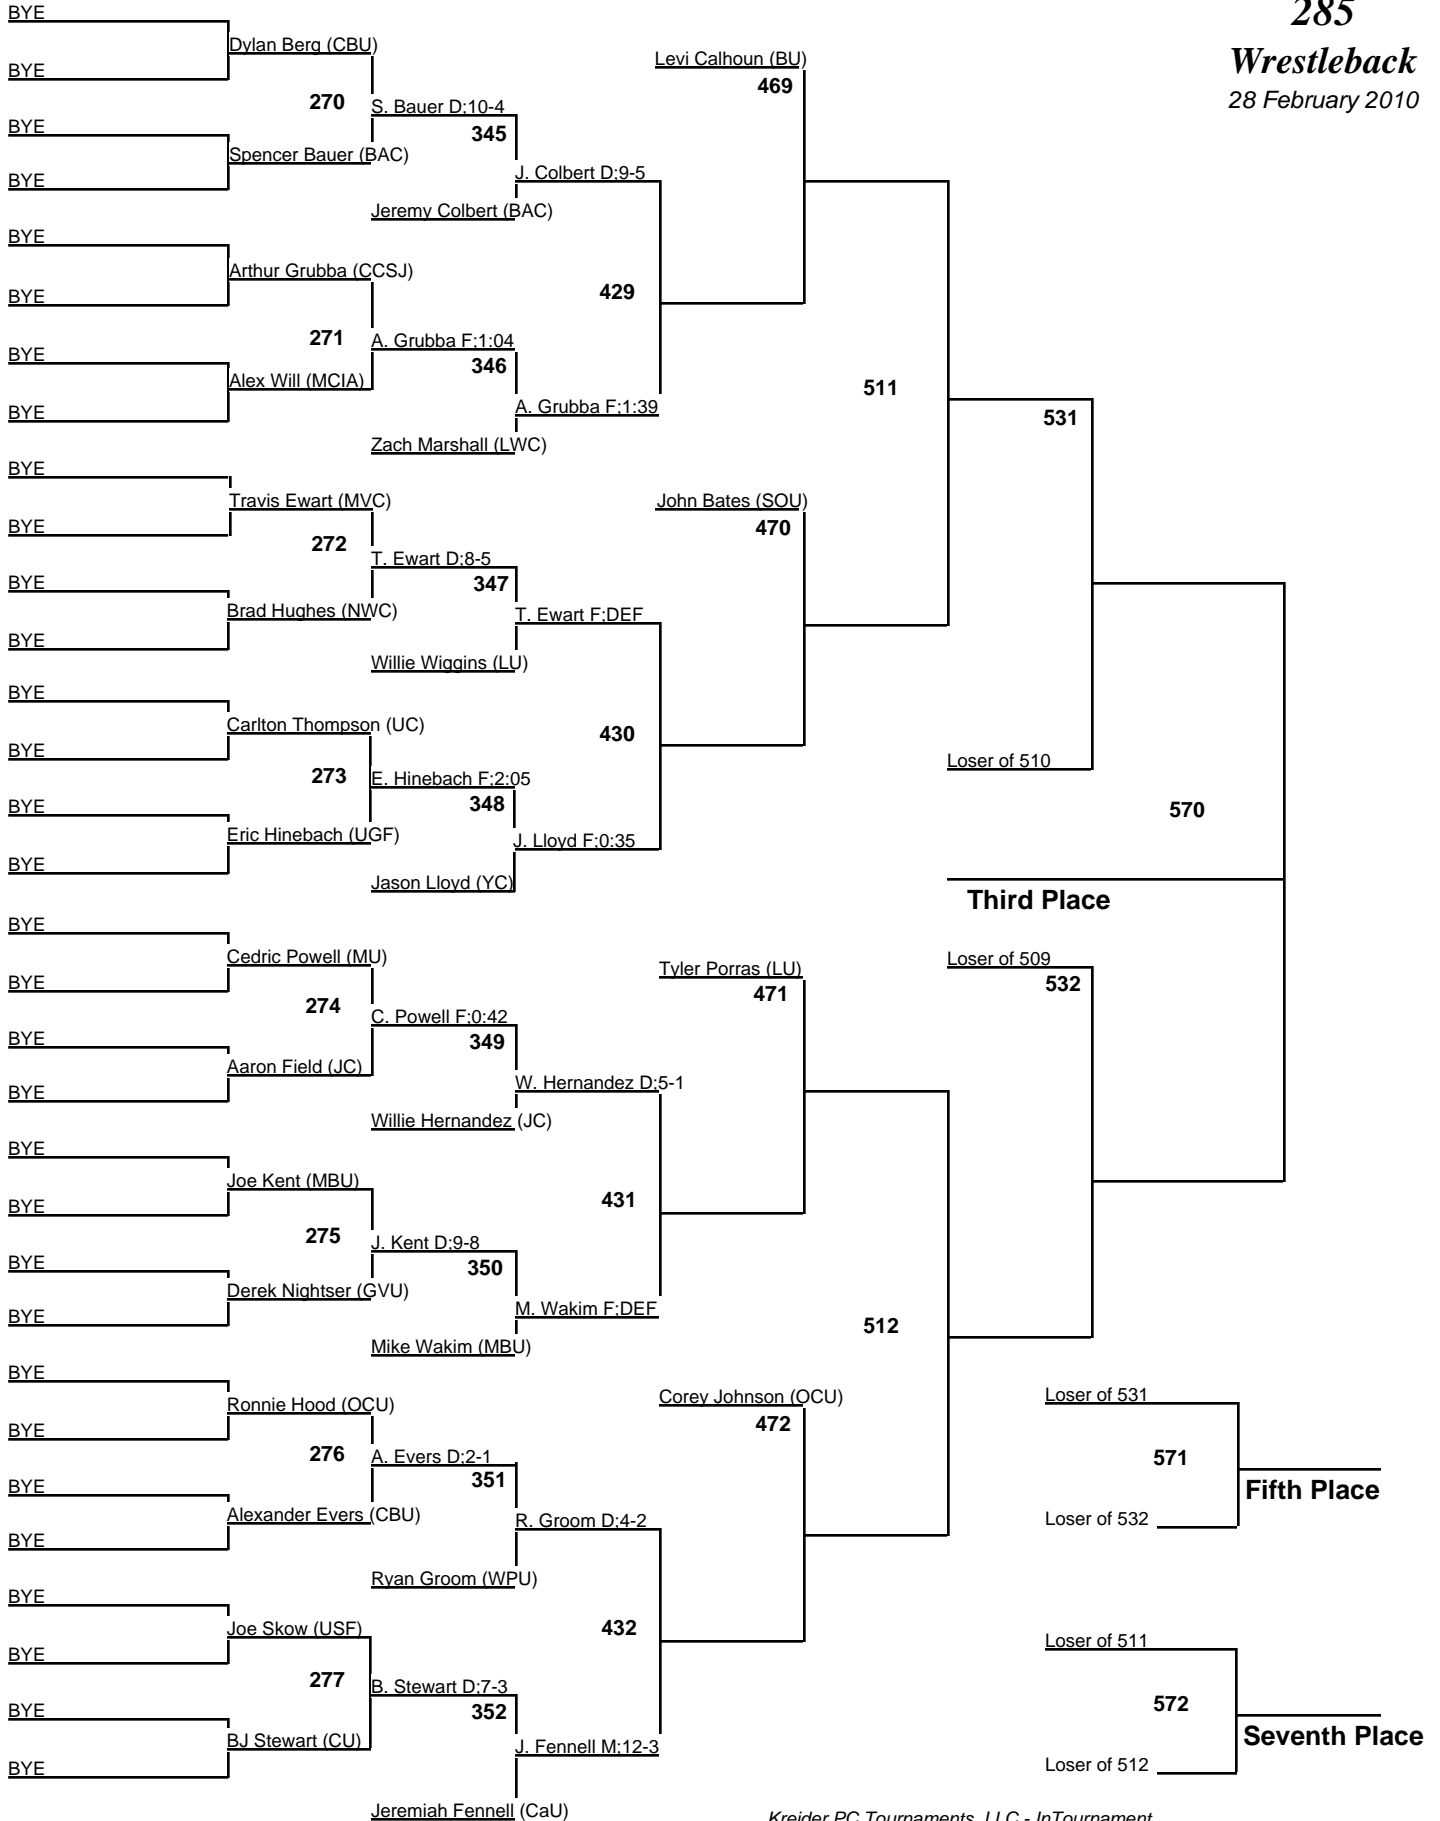 285
Wrestleback
28 February 2010
BYE
Dylan Berg (CBU)
BYE
270
BYE
Spencer Bauer (BAC)
BYE
S. Bauer D;10-4
345
Jeremy Colbert (BAC)
J. Colbert D;9-5
BYE
Arthur Grubba (CCSJ)
BYE
271
BYE
Alex Will (MCIA)
BYE
A. Grubba F;1:04
346
Zach Marshall (LWC)
A. Grubba F;1:39
429
Levi Calhoun (BU)
469
BYE
Travis Ewart (MVC)
BYE
272
BYE
Brad Hughes (NWC)
BYE
T. Ewart D;8-5
347
Willie Wiggins (LU)
T. Ewart F;DEF
BYE
Carlton Thompson (UC)
BYE
273
BYE
Eric Hinebach (UGF)
BYE
E. Hinebach F;2:05
348
Jason Lloyd (YC)
J. Lloyd F;0:35
430
John Bates (SOU)
470
511
531
Loser of 510
570
Third Place
BYE
Cedric Powell (MU)
BYE
274
BYE
Aaron Field (JC)
BYE
C. Powell F;0:42
349
Willie Hernandez (JC)
W. Hernandez D;5-1
BYE
Joe Kent (MBU)
BYE
275
BYE
Derek Nightser (GVU)
BYE
J. Kent D;9-8
350
Mike Wakim (MBU)
M. Wakim F;DEF
431
Tyler Porras (LU)
471
Loser of 509
532
BYE
Ronnie Hood (OCU)
BYE
276
BYE
Alexander Evers (CBU)
BYE
A. Evers D;2-1
351
Ryan Groom (WPU)
R. Groom D;4-2
BYE
Joe Skow (USF)
BYE
277
BYE
BJ Stewart (CU)
BYE
B. Stewart D;7-3
352
Jeremiah Fennell (CaU)
J. Fennell M;12-3
432
Corey Johnson (OCU)
472
512
Loser of 531
571
Fifth Place
Loser of 532
Loser of 511
572
Seventh Place
Loser of 512
Kreider PC Tournaments, LLC - InTournament